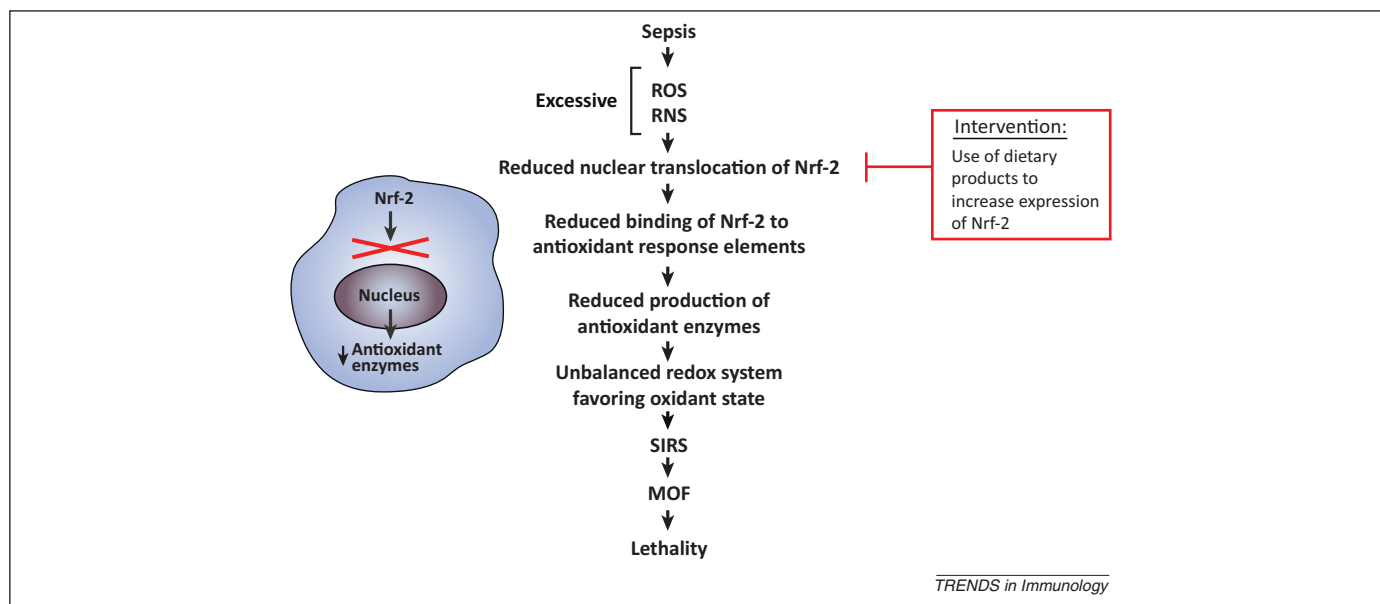 Sepsis
Excessive
ROS
RNS
Reduced nuclear translocation of Nrf-2
Reduced binding of Nrf-2 to
antioxidant response elements
Reduced production of
antioxidant enzymes
Unbalanced redox system
favoring oxidant state
SIRS
MOF
Lethality
Intervention:
Use of dietary
products to
increase expression
of Nrf-2
Nrf-2
Nucleus
Antioxidant
enzymes
TRENDS in Immunology